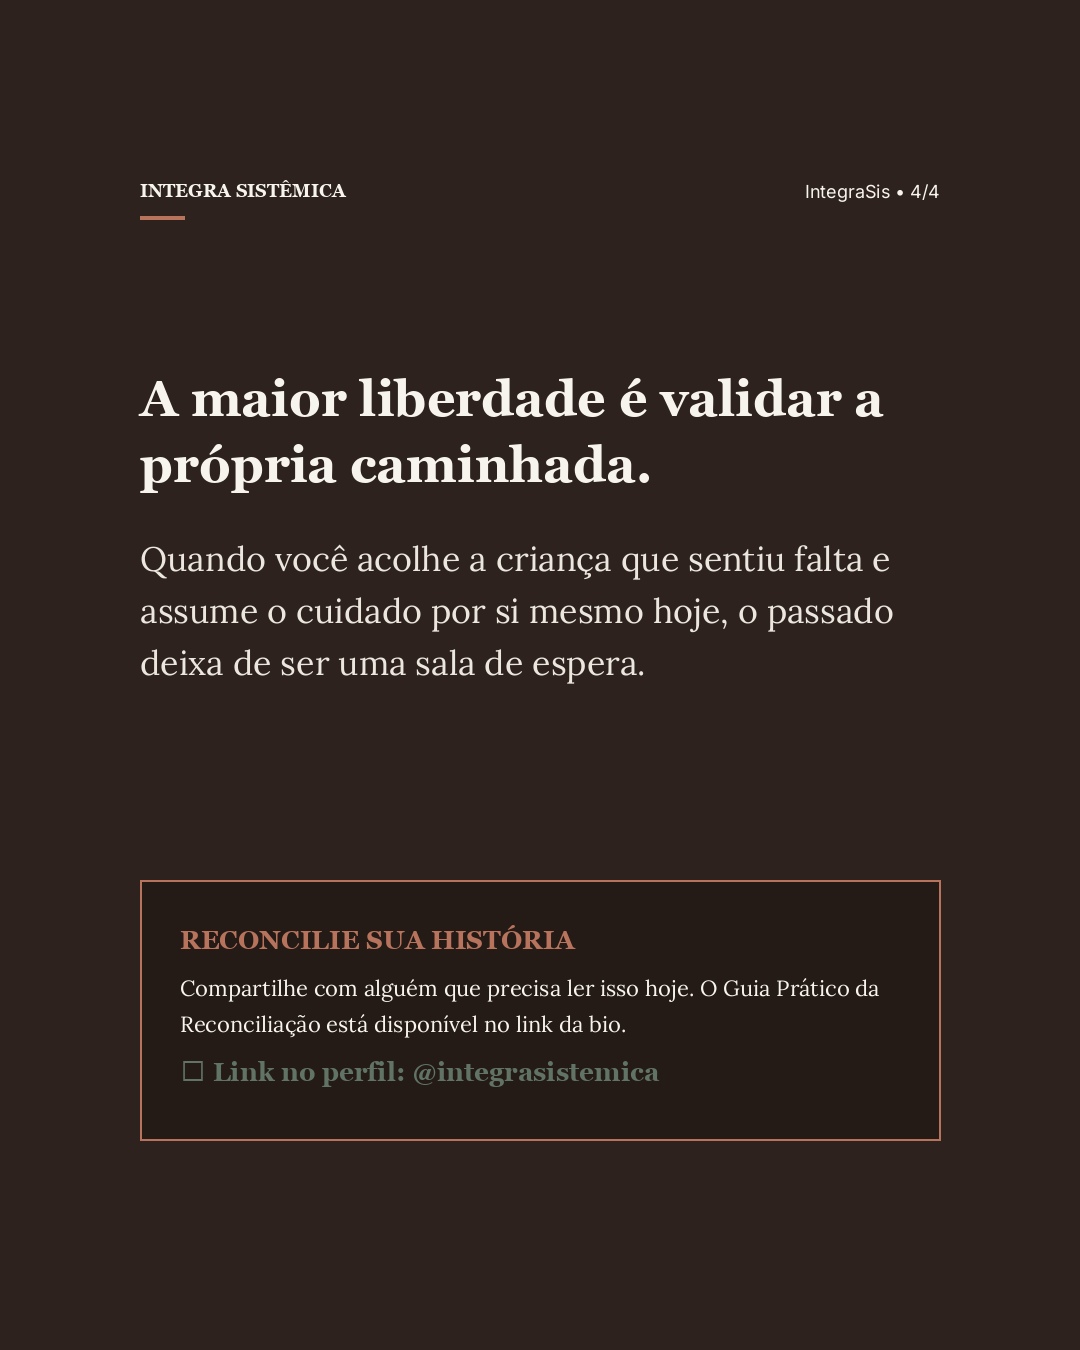 INTEGRA SISTÊMICA
IntegraSis • 4/4
A maior liberdade é validar a
própria caminhada.
Quando você acolhe a criança que sentiu falta e
assume o cuidado por si mesmo hoje, o passado
deixa de ser uma sala de espera.
RECONCILIE SUA HISTÓRIA
Compartilhe com alguém que precisa ler isso hoje. O Guia Prático da
Reconciliação está disponível no link da bio.
☐ Link no perfil: @integrasistemica